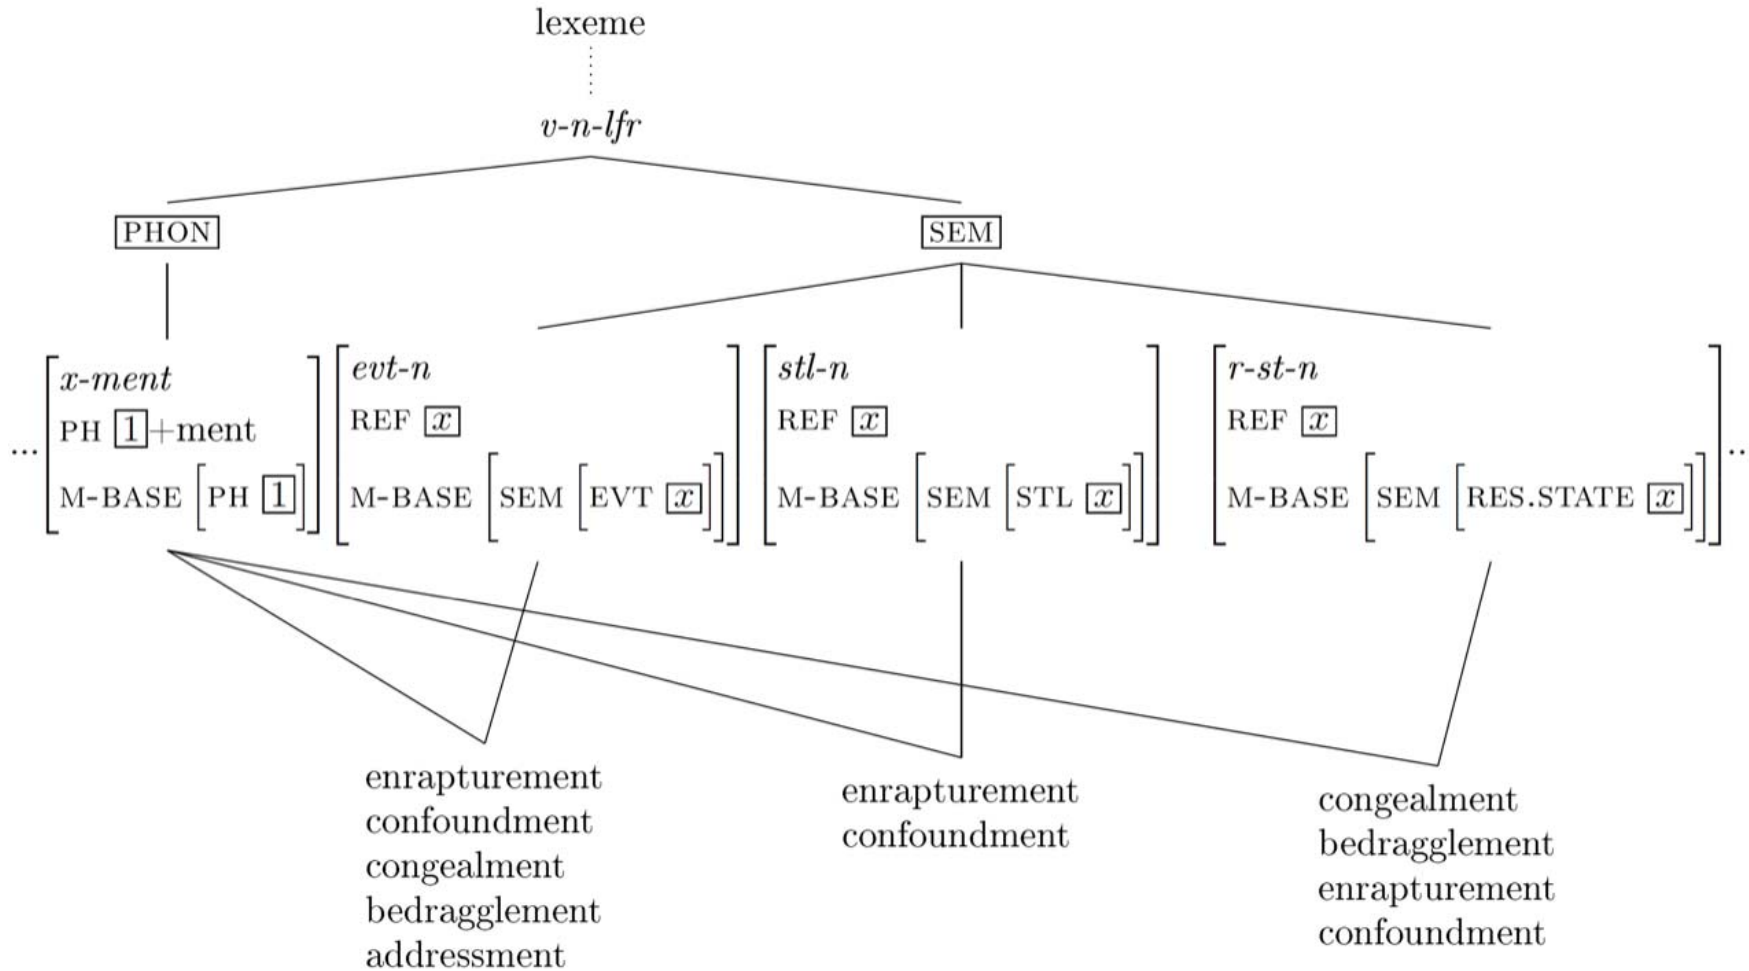 lexeme
v-n-lfr
PHON
SEM
x-ment
PH 1+ment
M-BASE [PH 1]
evt-n
REF x
M-BASE [SEM [EVT x]]
stl-n
REF x
M-BASE [SEM [STL x]]
r-st-n
REF x
M-BASE [SEM [RES.STATE x]]
...
..
enrapturement
confoundment
congealment
bedragglement
addressment
enrapturement
confoundment
congealment
bedragglement
enrapturement
confoundment